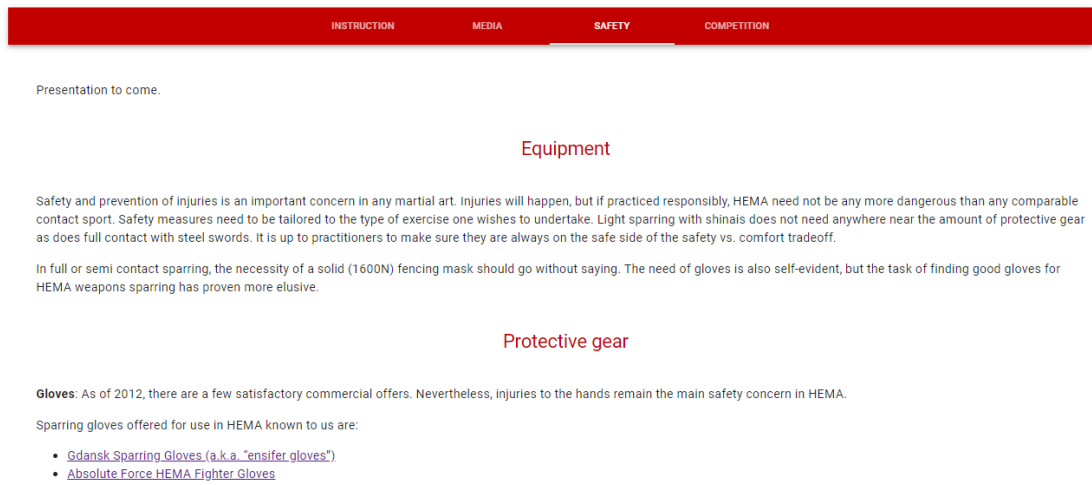 INSTRUCTION MEDIA SAFETY COMPETITION
Presentation to come.
Equipment
Safety and prevention of injuries is an important concern in any martial art. Injuries will happen, but if practiced responsibly, HEMA need not be any more dangerous than any comparable
contact sport. Safety measures need to be tailored to the type of exercise one wishes to undertake. Light sparring with shinais does not need anywhere near the amount of protective gear
as does full contact with steel swords. It is up to practitioners to make sure they are always on the safe side of the safety vs. comfort tradeoff.
In full or semi contact sparring, the necessity of a solid (1600N) fencing mask should go without saying. The need of gloves is also self-evident, but the task of finding good gloves for
HEMA weapons sparring has proven more elusive.
Protective gear
Gloves: As of 2012, there are a few satisfactory commercial offers. Nevertheless, injuries to the hands remain the main safety concern in HEMA.
Sparring gloves offered for use in HEMA known to us are:
• Gdansk Sparring Gloves (a.k.a. “ensifer gloves”)
• Absolute Force HEMA Fighter Gloves